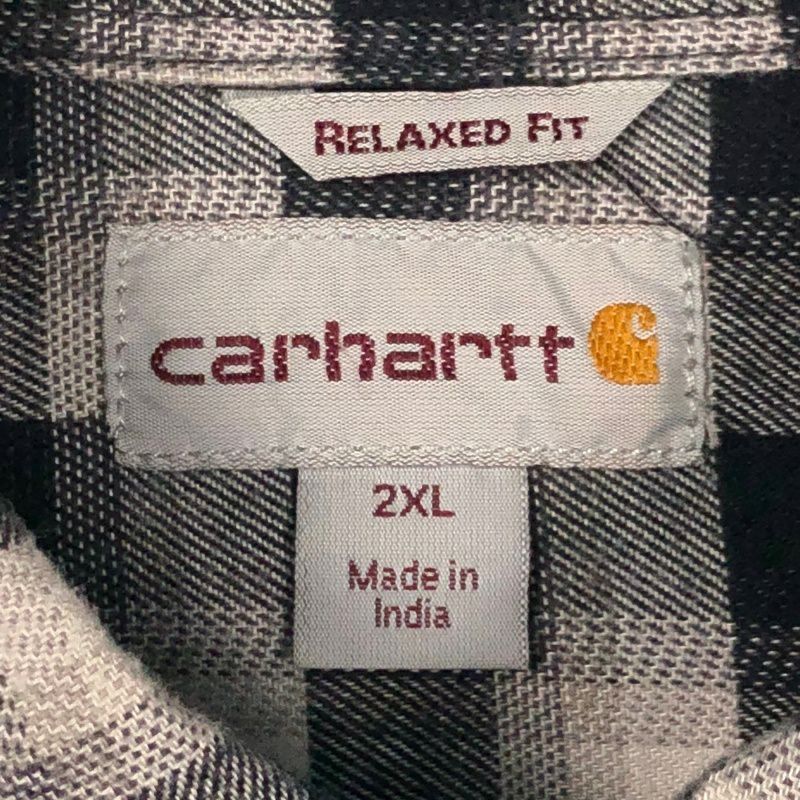 RELAXED FIT
carhartt
2XL
Made in
India